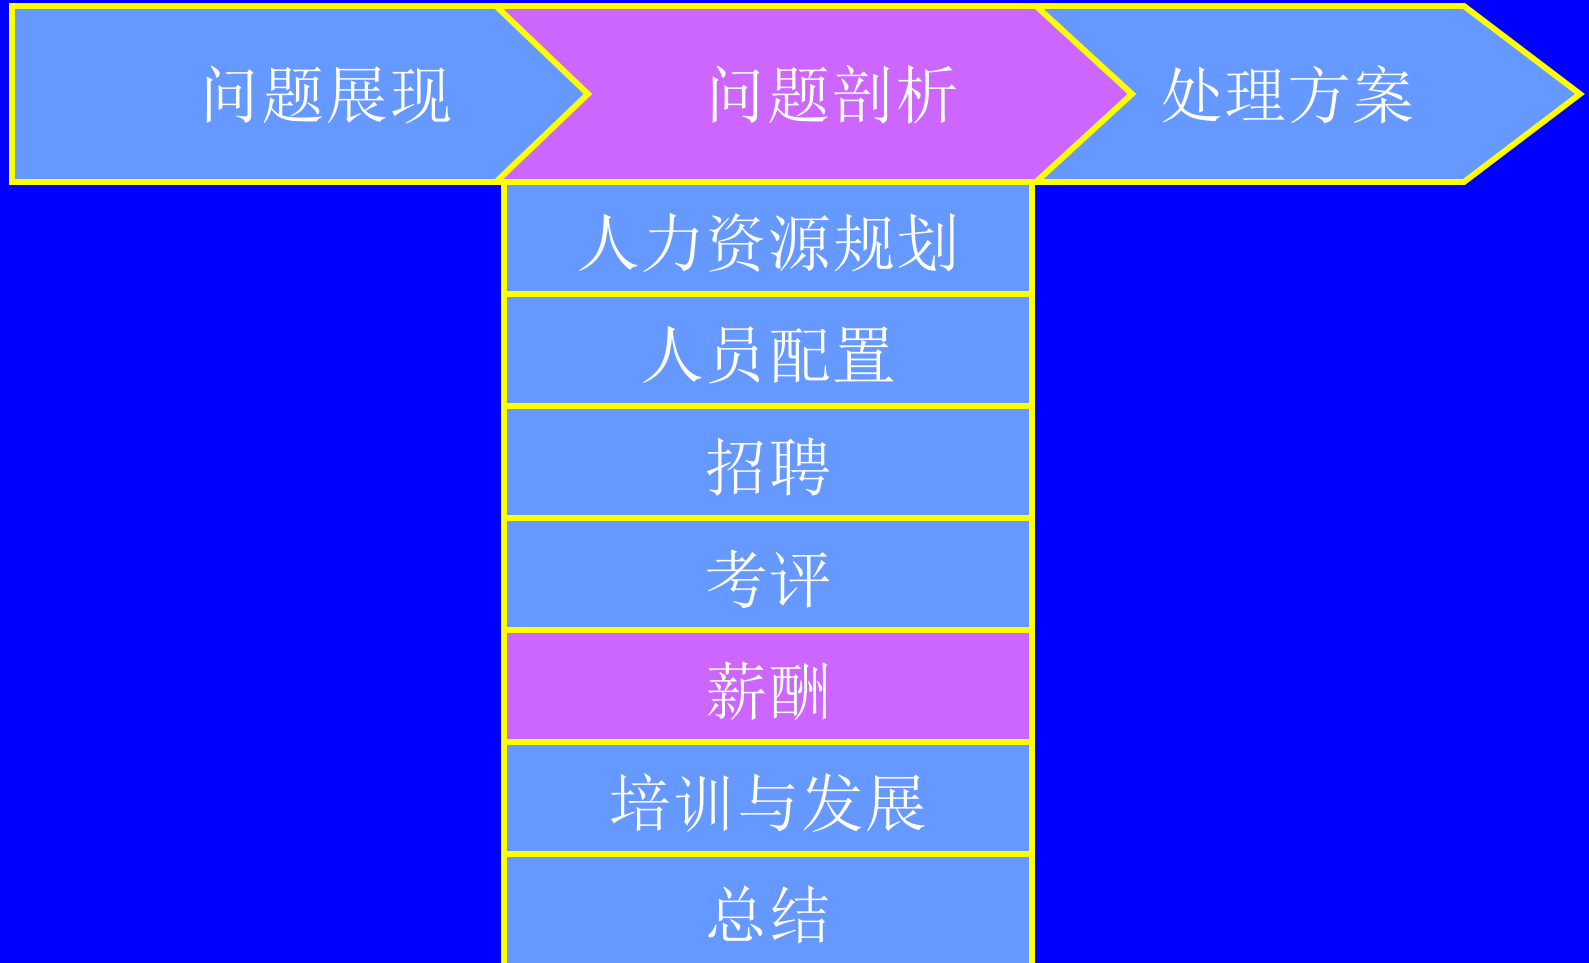 问题展现 问题剖析 处理方案
人力资源规划
人员配置
招聘
考评
薪酬
培训与发展
总结